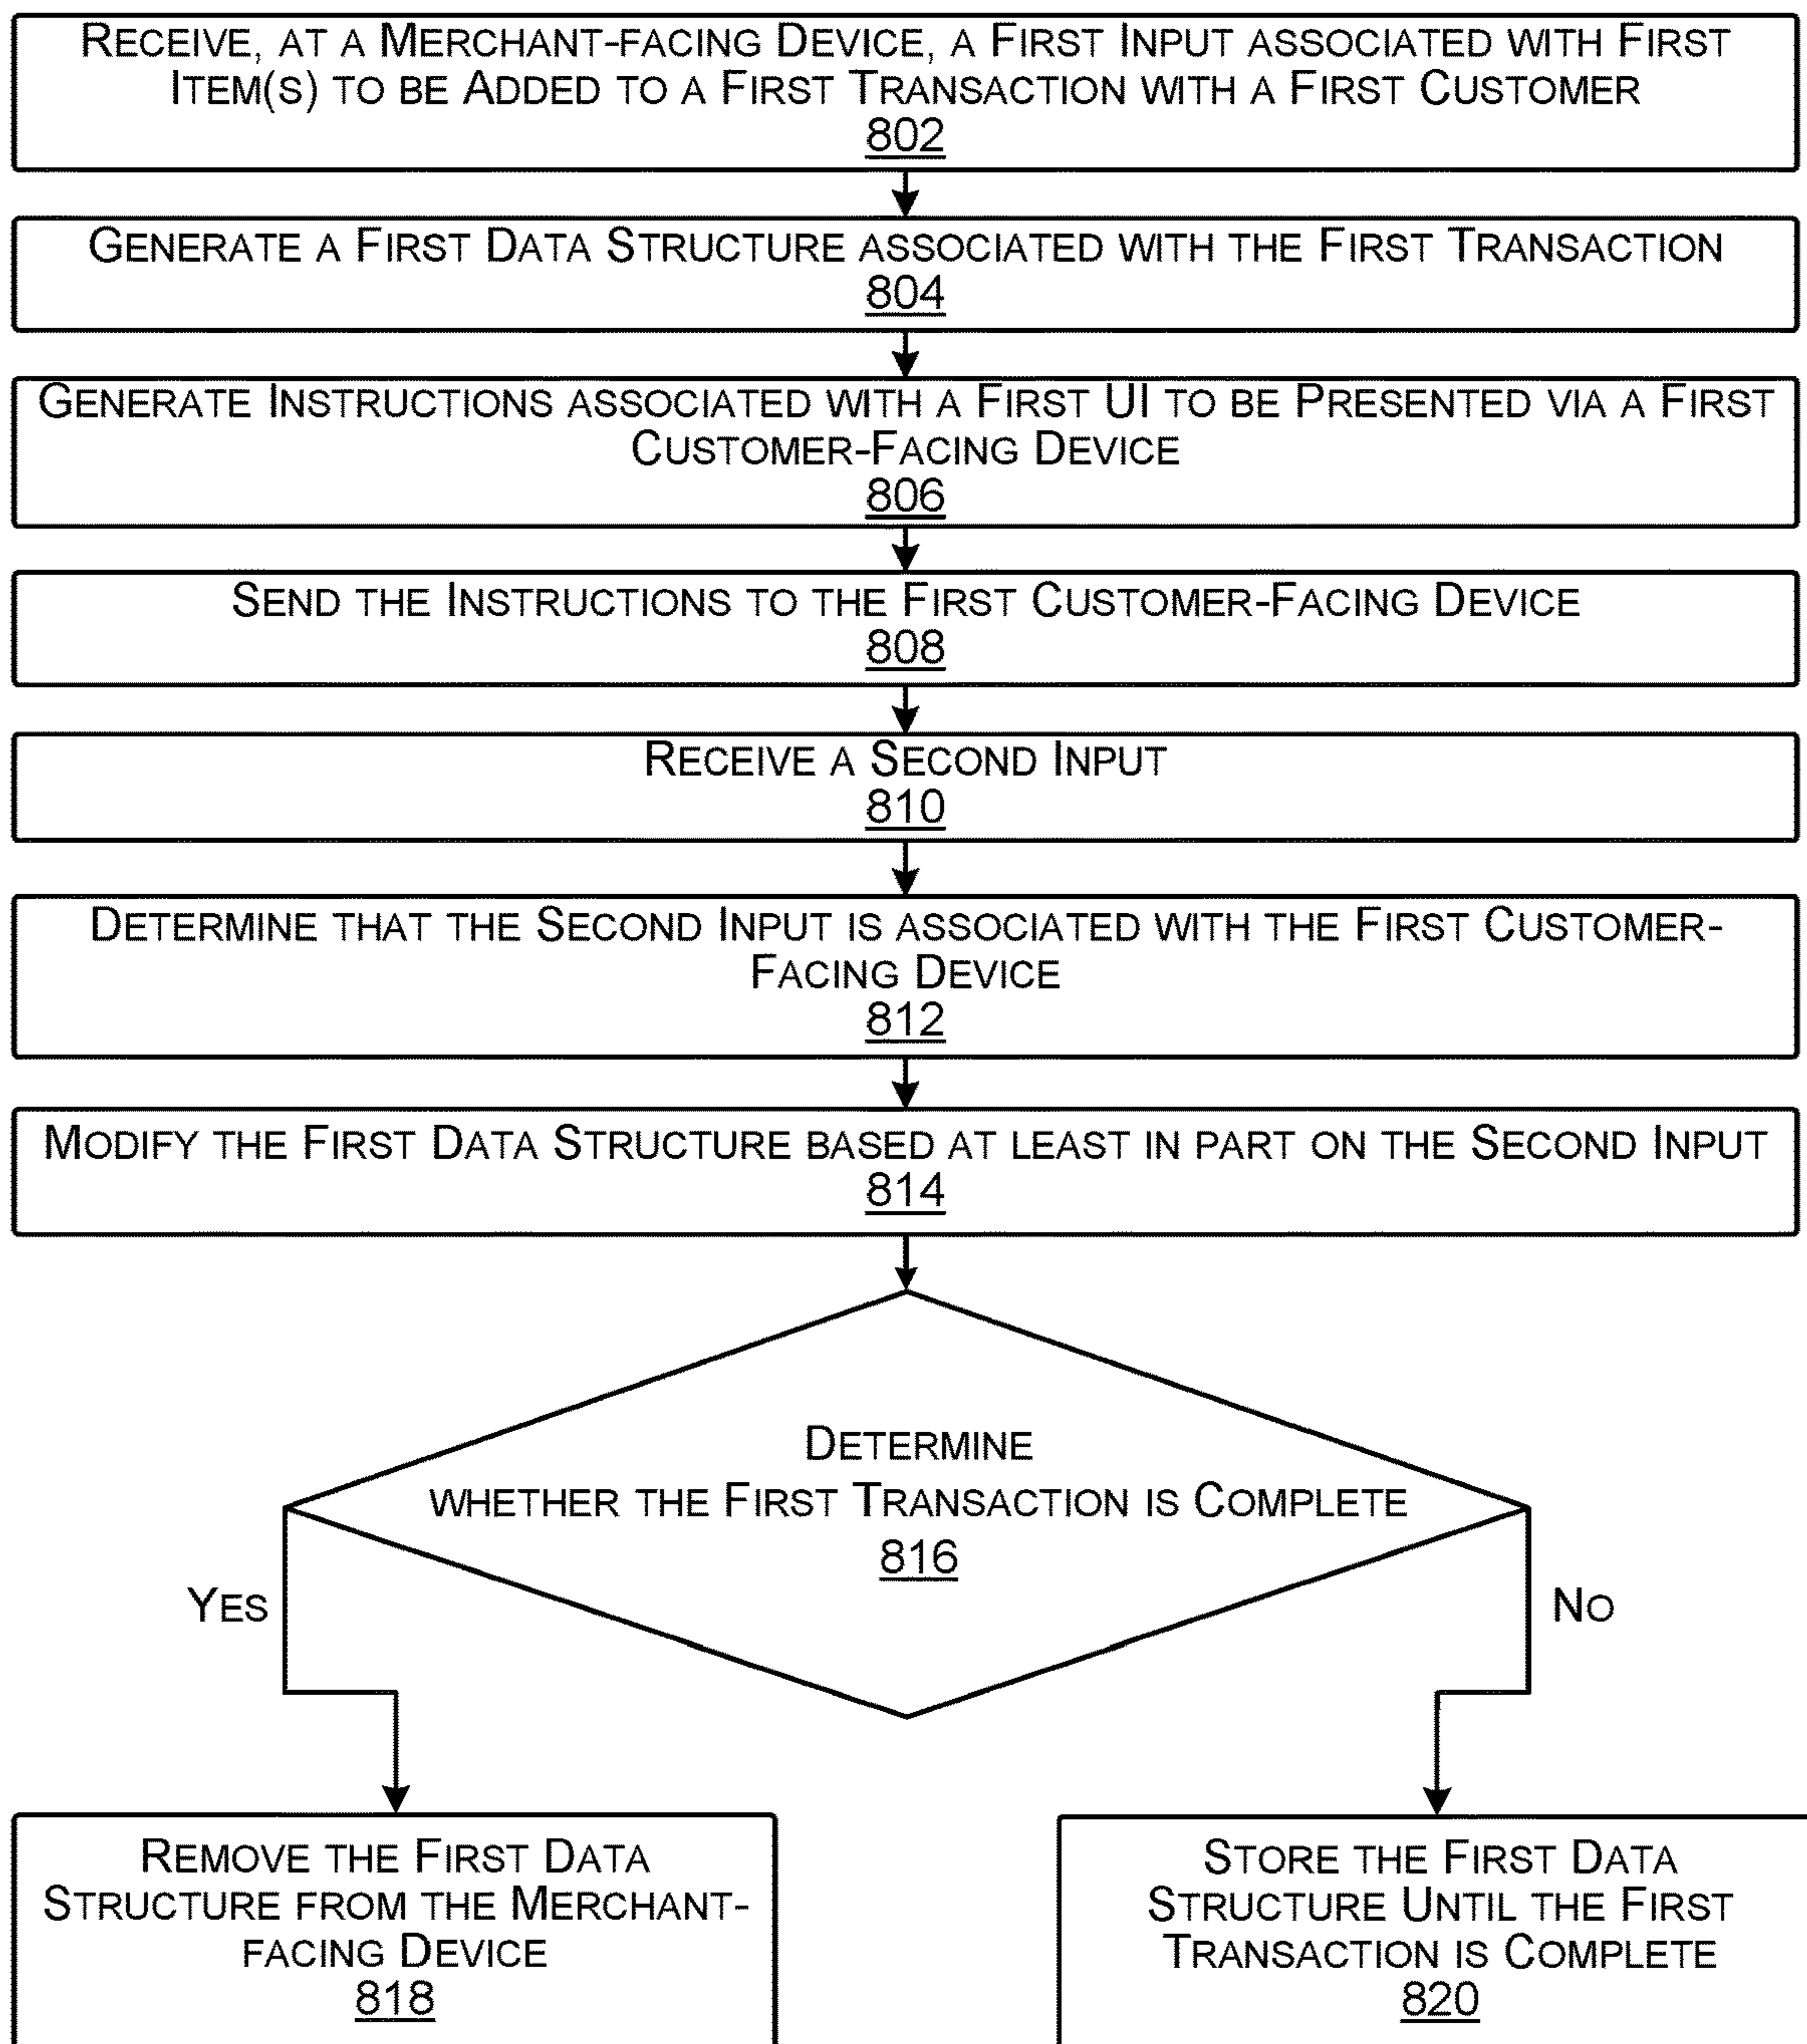 Receive, at a Merchant-facing Device, a First Input associated with First
Item(s) to be Added to a First Transaction with a First Customer
802
Generate a First Data Structure associated with the First Transaction
804
Generate Instructions associated with a First UI to be Presented via a First
Customer-Facing Device
806
Send the Instructions to the First Customer-Facing Device
808
Receive a Second Input
810
Determine that the Second Input is associated with the First Customer-
Facing Device
812
Modify the First Data Structure based at least in part on the Second Input
814
Determine
whether the First Transaction is Complete
816
Yes
No
Remove the First Data
Structure from the Merchant-
facing Device
818
Store the First Data
Structure Until the First
Transaction is Complete
820